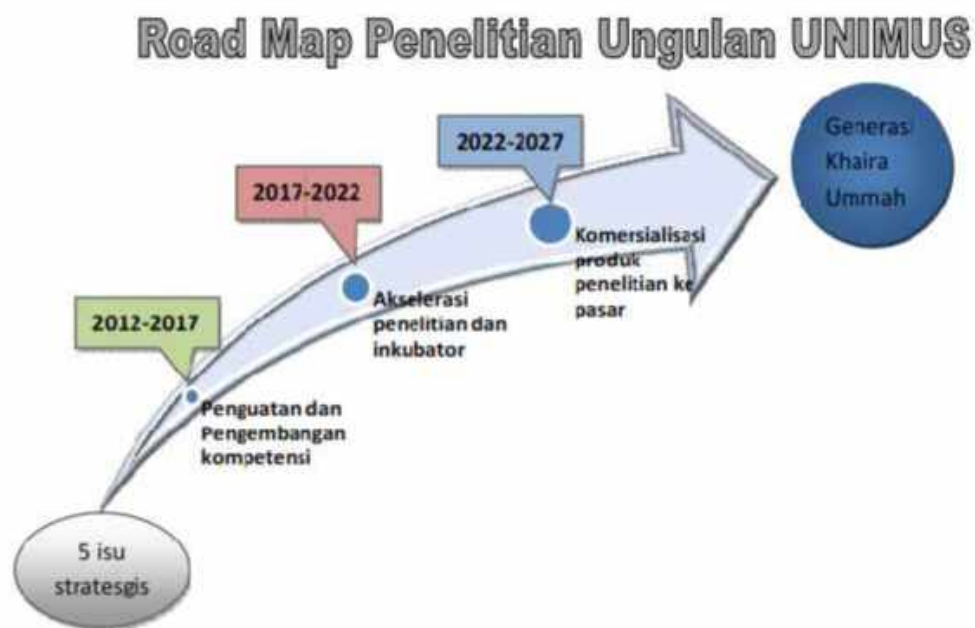 Road Map Penelitian Ungulan UNIMUS
Generasi
Khaira
Ummah
2022-2027
Komersialisasi
produk
penelitian ke
pasar
2017-2022
Akselerasi
penelitian dan
inkubator
2012-2017
Penguatan dan
Pengembangan
kompetensi
5 isu
stratesgis